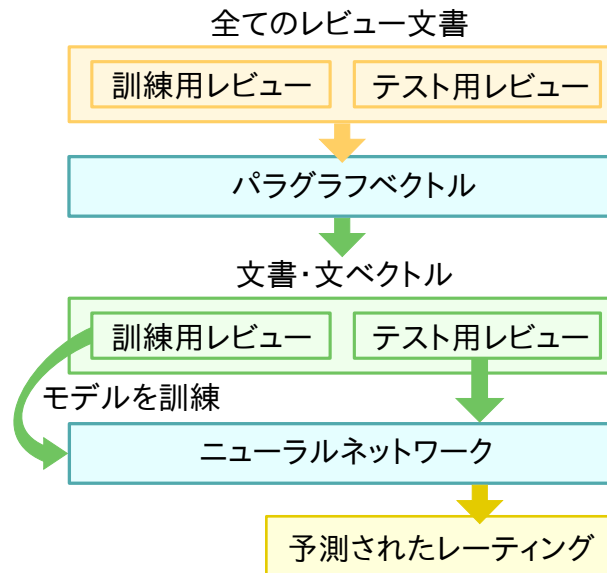 全てのレビュー文書
訓練用レビュー
テスト用レビュー
パラグラフベクトル
文書・文ベクトル
訓練用レビュー
テスト用レビュー
モデルを訓練
ニューラルネットワーク
予測されたレーティング